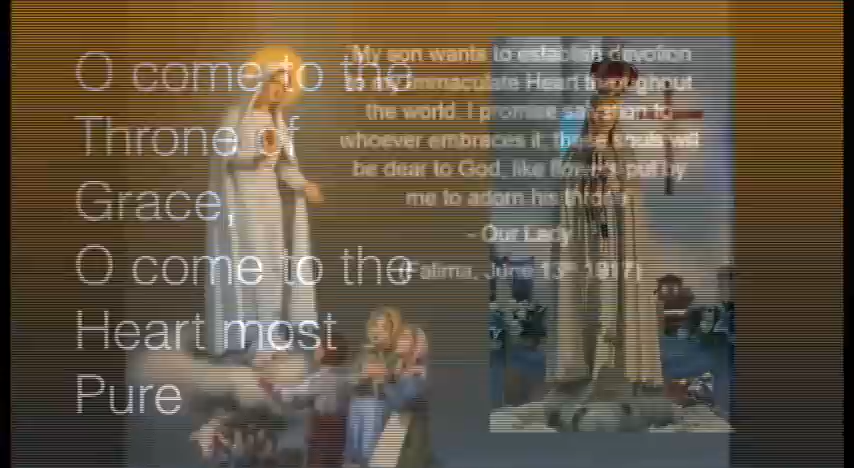 O come to the
Throne of
Grace,
O come to the
Heart most
Pure
"My son wants to establish devotion
to my Immaculate Heart throughout
the world. I promise salvation to
whoever embraces it, these souls will
be dear to God, like flowers put by
me to adorn his throne
- Our Lady
(Fatima, June 13th 1917)